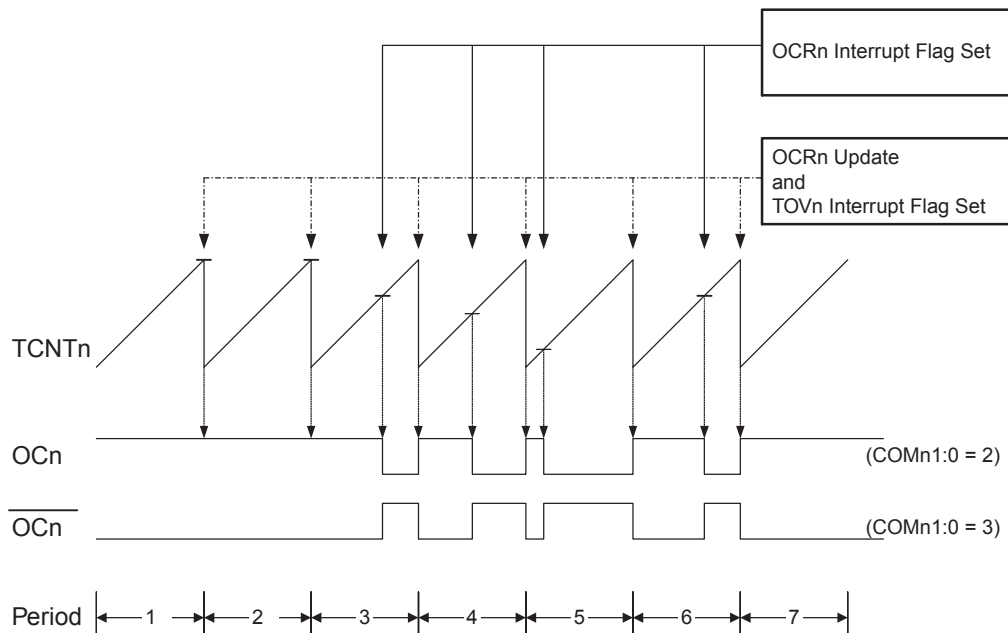 OCRn Interrupt Flag Set
OCRn Update
and
TOVn Interrupt Flag Set
TCNTn
OCn
(COMn1:0 = 2)
OCn
(COMn1:0 = 3)
Period
1
2
3
4
5
6
7